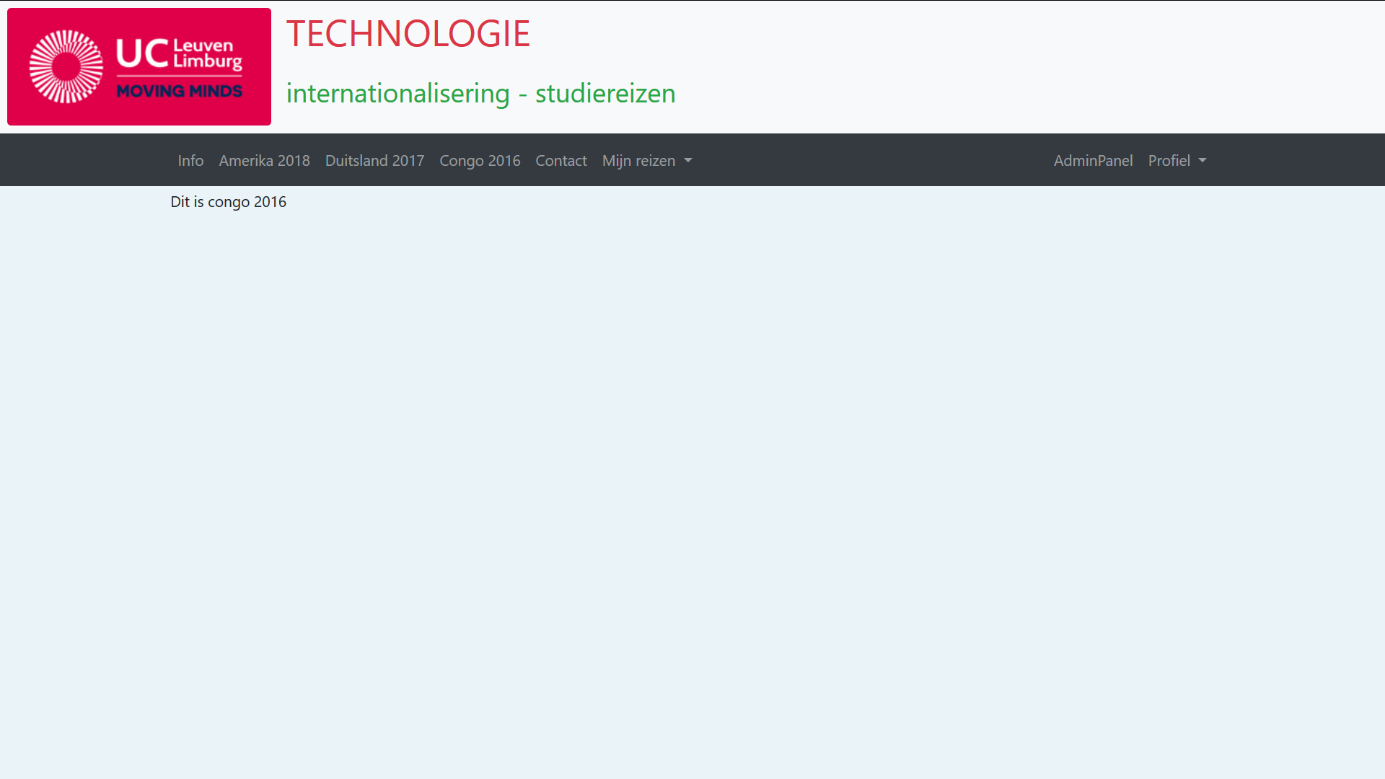 UC Leuven
Limburg
MOVING MINDS
TECHNOLOGIE
internationalisering - studiereizen
Info Amerika 2018 Duitsland 2017 Congo 2016 Contact Mijn reizen AdminPanel Profiel
Dit is congo 2016